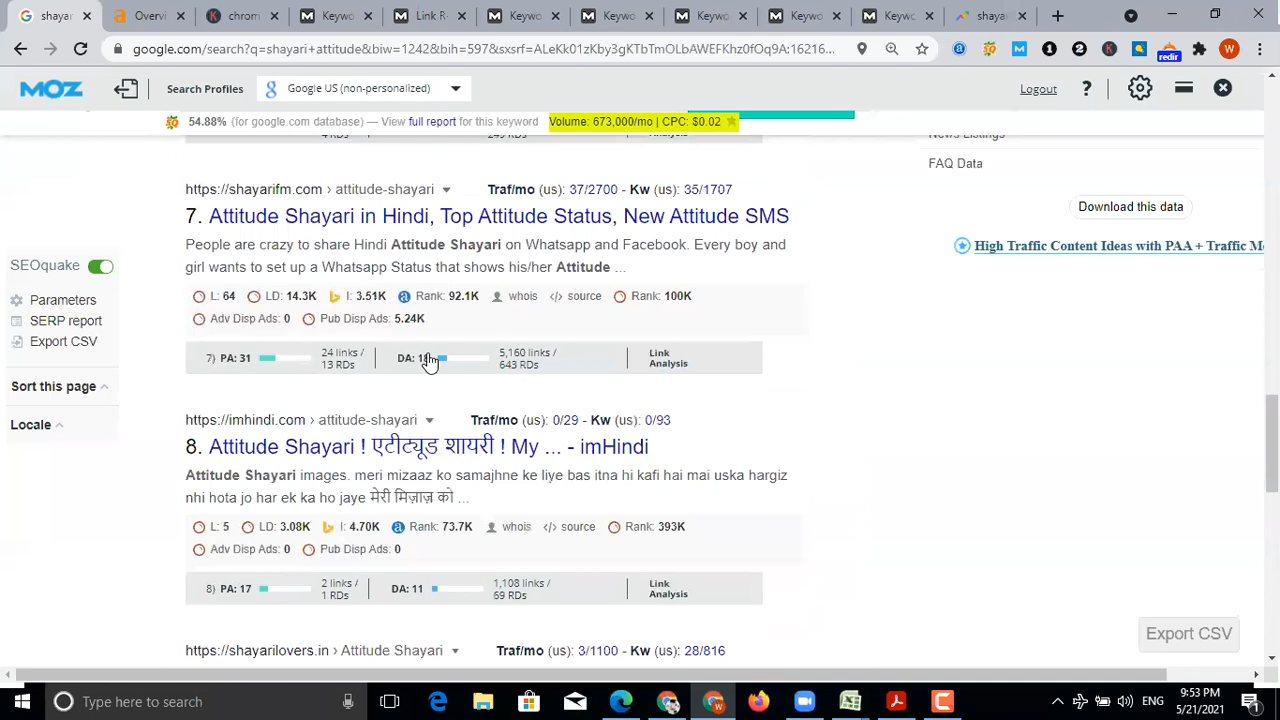 shayar
Overvi
chrom
Keywo
Link R
Keywo
Keywo
Keywo
Keywo
Keywo
shayar
google.com/search?q=shayari+attitude&biw=1242&bih=597&sxsrf=ALeKk01zKby3gKTbTmOLbAWEFKhz0fOq9A:16216...
redir
W
MOZ
Search Profiles
Google US (non-personalized)
Logout
54.88% (for google.com database) — View full report for this keyword
Volume: 673,000/mo | CPC: $0.02
News Listings
FAQ Data
Download this data
High Traffic Content Ideas with PAA + Traffic M
SEOquake
Parameters
SERP report
Export CSV
Sort this page
Locale
https://shayarifm.com › attitude-shayari
Traf/mo (us): 37/2700 - Kw (us): 35/1707
7. Attitude Shayari in Hindi, Top Attitude Status, New Attitude SMS
People are crazy to share Hindi Attitude Shayari on Whatsapp and Facebook. Every boy and
girl wants to set up a Whatsapp Status that shows his/her Attitude ...
L: 64 LD: 14.3K I: 3.51K Rank: 92.1K whois </> source Rank: 100K
Adv Disp Ads: 0 Pub Disp Ads: 5.24K
7) PA: 31 24 links / 13 RDs DA: 18 5,160 links / 643 RDs Link Analysis
https://imhindi.com › attitude-shayari
Traf/mo (us): 0/29 - Kw (us): 0/93
8. Attitude Shayari ! एटीट्यूड शायरी ! My ... - imHindi
Attitude Shayari images. meri mizaaz ko samajhne ke liye bas itna hi kafi hai mai uska hargiz
nhi hota jo har ek ka ho jaye मेरी मिज़ाज़ को ...
L: 5 LD: 3.08K I: 4.70K Rank: 73.7K whois </> source Rank: 393K
Adv Disp Ads: 0 Pub Disp Ads: 0
8) PA: 17 2 links / 1 RDs DA: 11 1,108 links / 69 RDs Link Analysis
https://shayarilovers.in › Attitude Shayari
Traf/mo (us): 3/1100 - Kw (us): 28/816
Export CSV
Type here to search
ENG
9:53 PM
5/21/2021